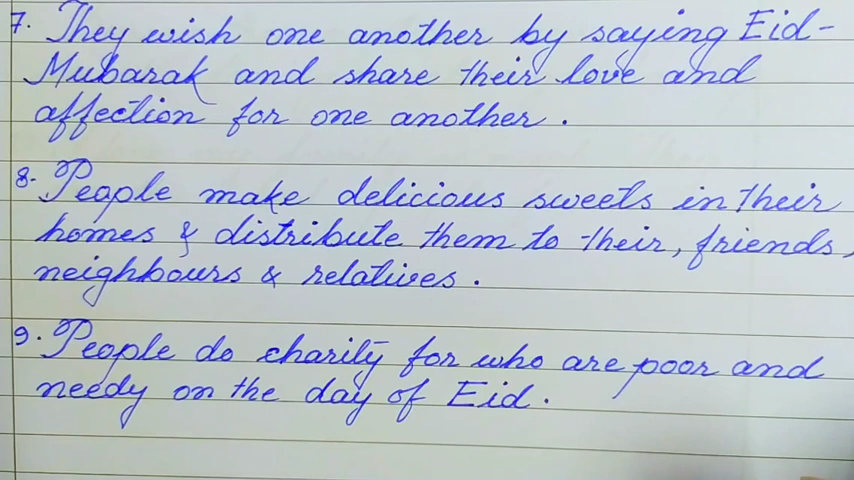 7. They wish one another by saying Eid-
Mubarak and share their love and
affection for one another.
8. People make delicious sweets in their
homes & distribute them to their, friends,
neighbours & relatives.
9. People do charity for who are poor and
needy on the day of Eid.